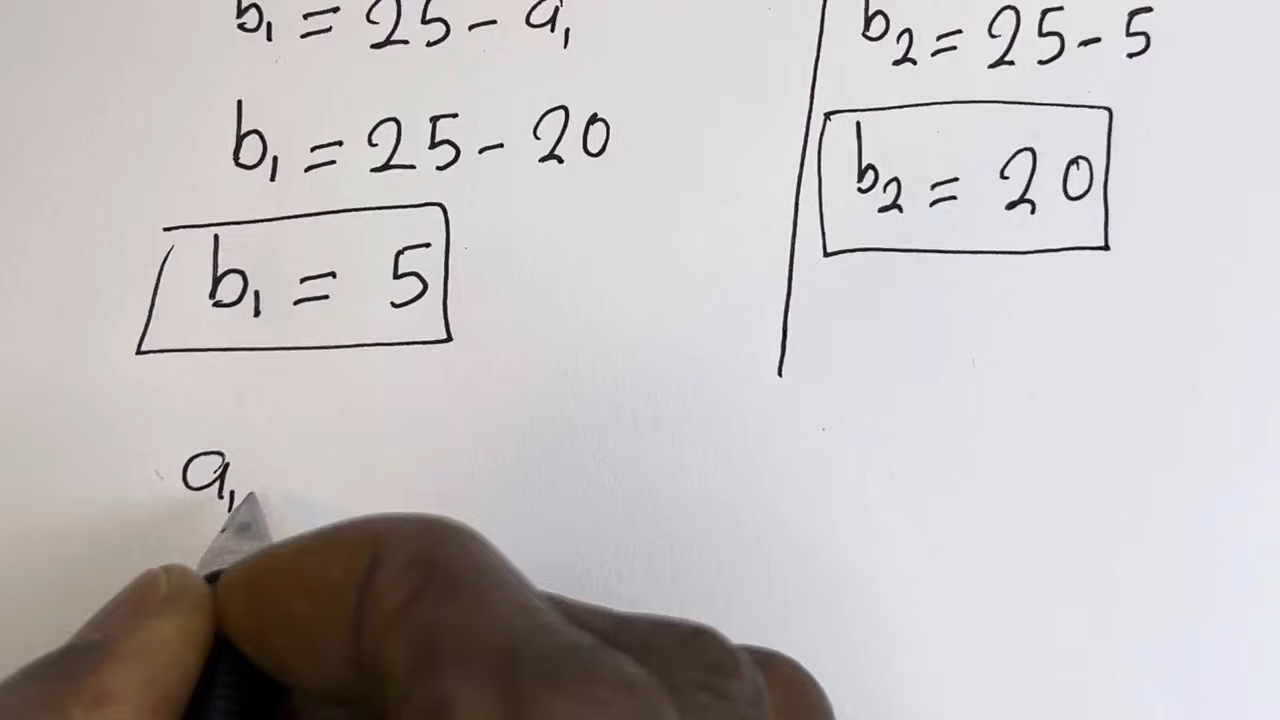 b₁ = 25 - a₁
b₁ = 25 - 20
b₁ = 5
b₂ = 25 - 5
b₂ = 20
a₁